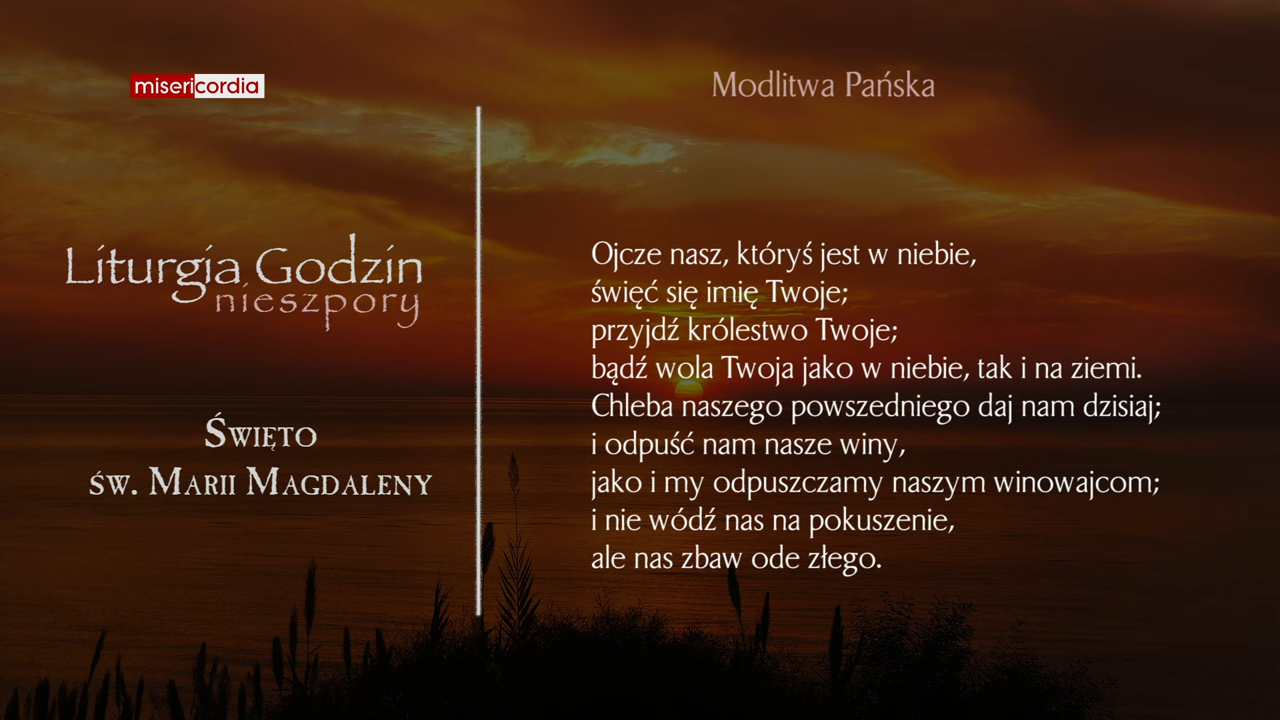 misericordia
Liturgia Godzin
nieszpory
Święto
św. Marii Magdaleny
Modlitwa Pańska
Ojcze nasz, któryś jest w niebie,
święć się imię Twoje;
przyjdź królestwo Twoje;
bądź wola Twoja jako w niebie, tak i na ziemi.
Chleba naszego powszedniego daj nam dzisiaj;
i odpuść nam nasze winy,
jako i my odpuszczamy naszym winowajcom;
i nie wódź nas na pokuszenie,
ale nas zbaw ode złego.